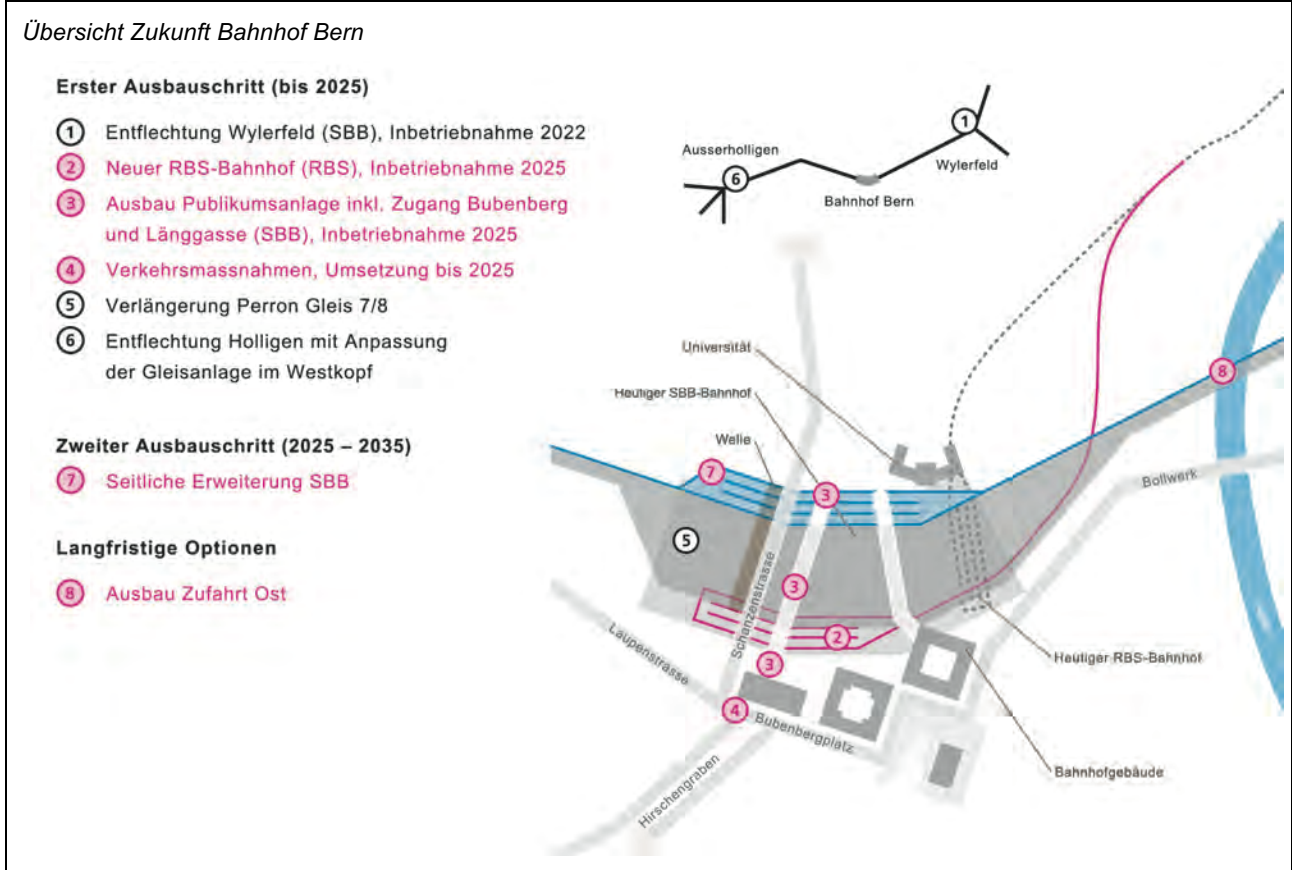 Übersicht Zukunft Bahnhof Bern
Erster Ausbauschritt (bis 2025)
1 Entflechtung Wylerfeld (SBB), Inbetriebnahme 2022
2 Neuer RBS-Bahnhof (RBS), Inbetriebnahme 2025
3 Ausbau Publikumsanlage inkl. Zugang Bubenberg
und Länggasse (SBB), Inbetriebnahme 2025
4 Verkehrsmassnahmen, Umsetzung bis 2025
5 Verlängerung Perron Gleis 7/8
6 Entflechtung Holligen mit Anpassung
der Gleisanlage im Westkopf
Zweiter Ausbauschritt (2025 – 2035)
7 Seitliche Erweiterung SBB
Langfristige Optionen
8 Ausbau Zufahrt Ost
1
Ausserholligen
Wylerfeld
6
Bahnhof Bern
Universität
8
Heutiger SBB-Bahnhof
Welle
7
3
Bollwerk
5
3
Schanzenstrasse
2
Laupenstrasse
3
Heutiger RBS-Bahnhof
4
Bubenbergplatz
Bahnhofgebäude
Hirschengraben